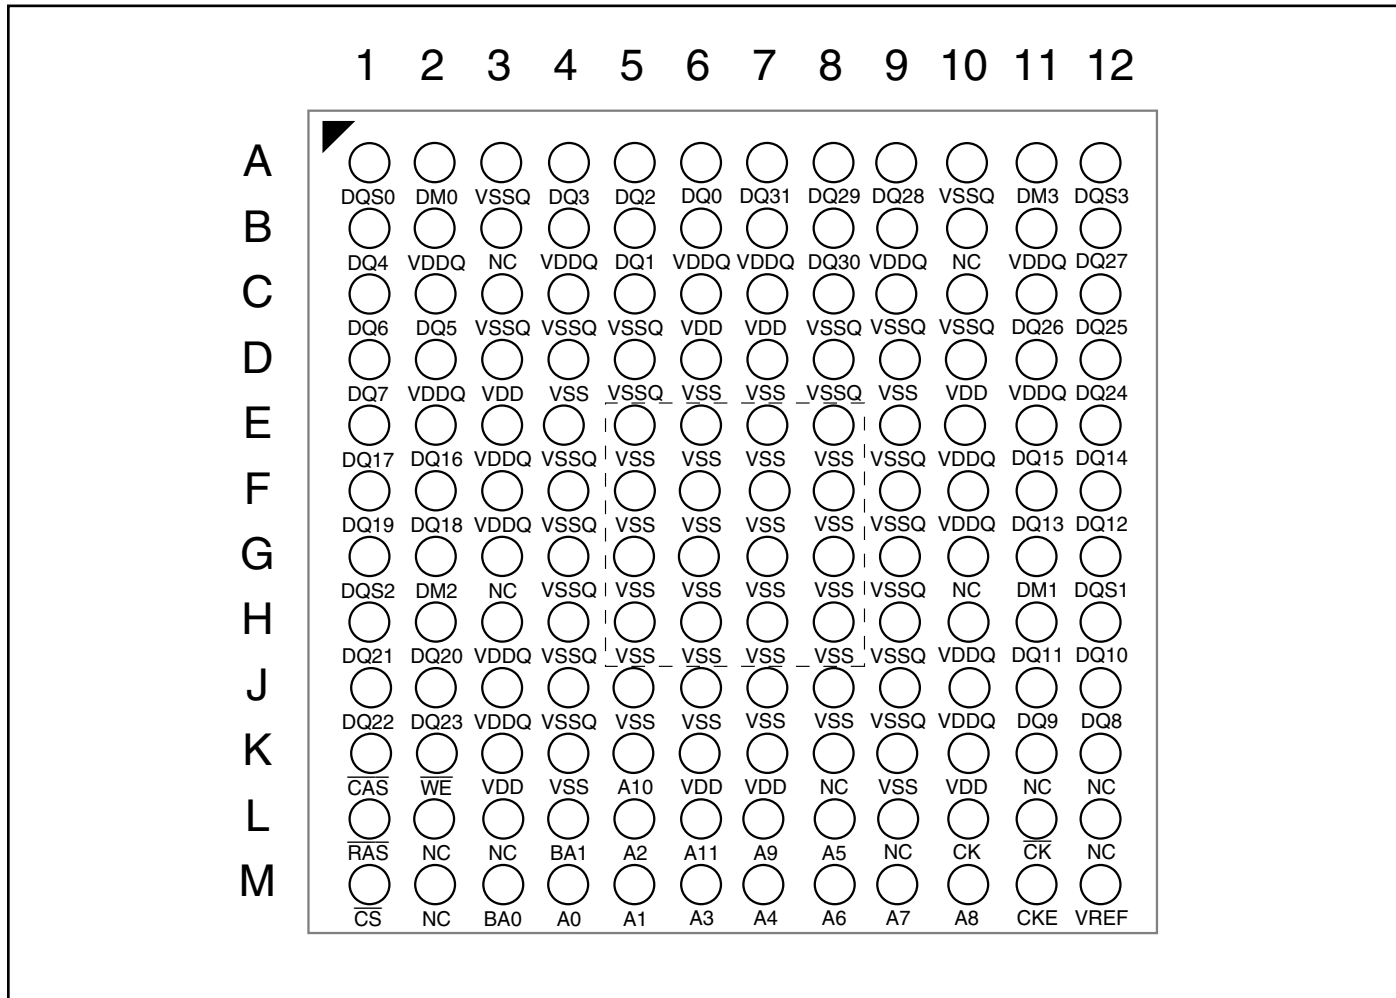 1 2 3 4 5 6 7 8 9 10 11 12
A
DQS0 DM0 VSSQ DQ3 DQ2 DQ0 DQ31 DQ29 DQ28 VSSQ DM3 DQS3
B
DQ4 VDDQ NC VDDQ DQ1 VDDQ VDDQ DQ30 VDDQ NC VDDQ DQ27
C
DQ6 DQ5 VSSQ VSSQ VSSQ VDD VDD VSSQ VSSQ VSSQ DQ26 DQ25
D
DQ7 VDDQ VDD VSS VSSQ VSS VSS VSSQ VSS VDD VDDQ DQ24
E
DQ17 DQ16 VDDQ VSSQ VSS VSS VSS VSS VSSQ VDDQ DQ15 DQ14
F
DQ19 DQ18 VDDQ VSSQ VSS VSS VSS VSS VSSQ VDDQ DQ13 DQ12
G
DQS2 DM2 NC VSSQ VSS VSS VSS VSS VSSQ NC DM1 DQS1
H
DQ21 DQ20 VDDQ VSSQ VSS VSS VSS VSS VSSQ VDDQ DQ11 DQ10
J
DQ22 DQ23 VDDQ VSSQ VSS VSS VSS VSS VSSQ VDDQ DQ9 DQ8
K
C̅A̅S̅ W̅E̅ VDD VSS A10 VDD VDD NC VSS VDD NC NC
L
R̅A̅S̅ NC NC BA1 A2 A11 A9 A5 NC CK C̅K̅ NC
M
C̅S̅ NC BA0 A0 A1 A3 A4 A6 A7 A8 CKE VREF